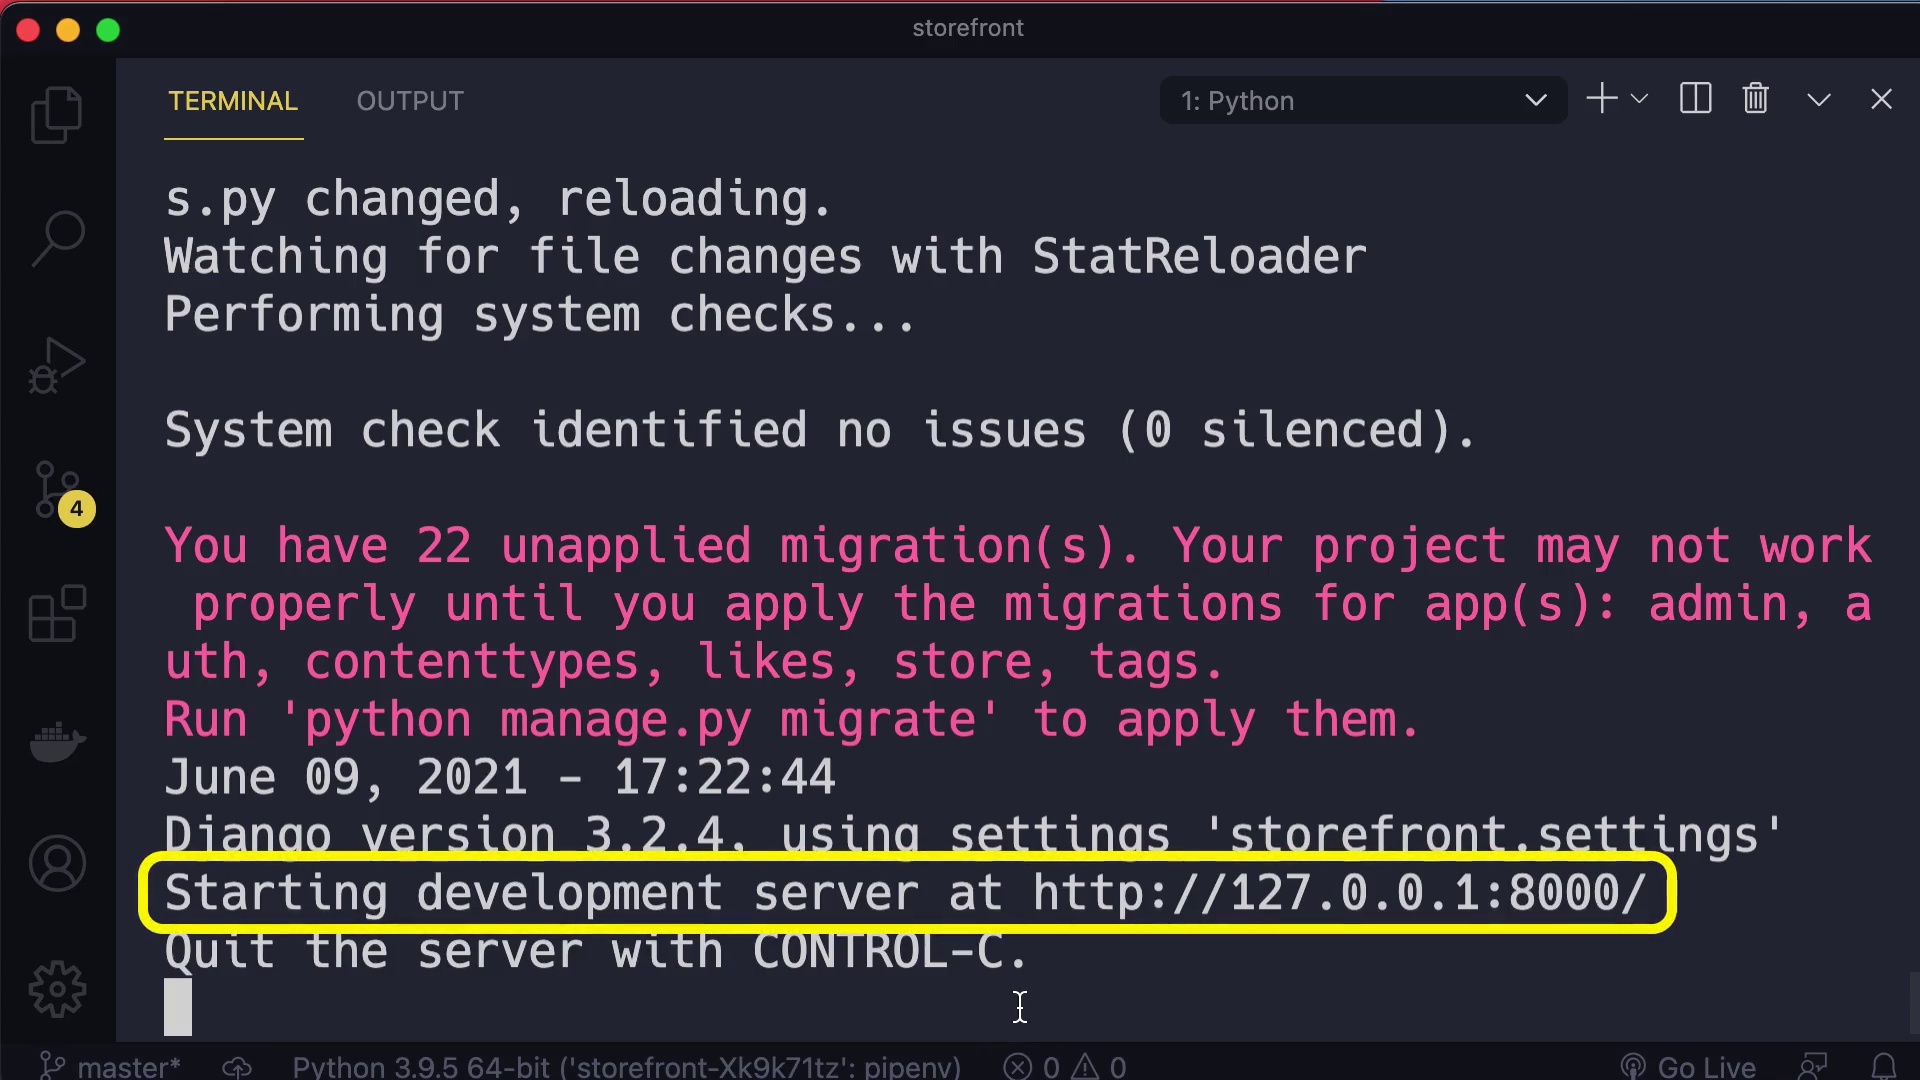 storefront
TERMINAL OUTPUT 1: Python
s.py changed, reloading.
Watching for file changes with StatReloader
Performing system checks...
System check identified no issues (0 silenced).
You have 22 unapplied migration(s). Your project may not work
properly until you apply the migrations for app(s): admin, a
uth, contenttypes, likes, store, tags.
Run 'python manage.py migrate' to apply them.
June 09, 2021 - 17:22:44
Django version 3.2.4, using settings 'storefront.settings'
Starting development server at http://127.0.0.1:8000/
Quit the server with CONTROL-C.
4
master* Python 3.9.5 64-bit ('storefront-Xk9k71tz': pipenv) 0 0 Go Live